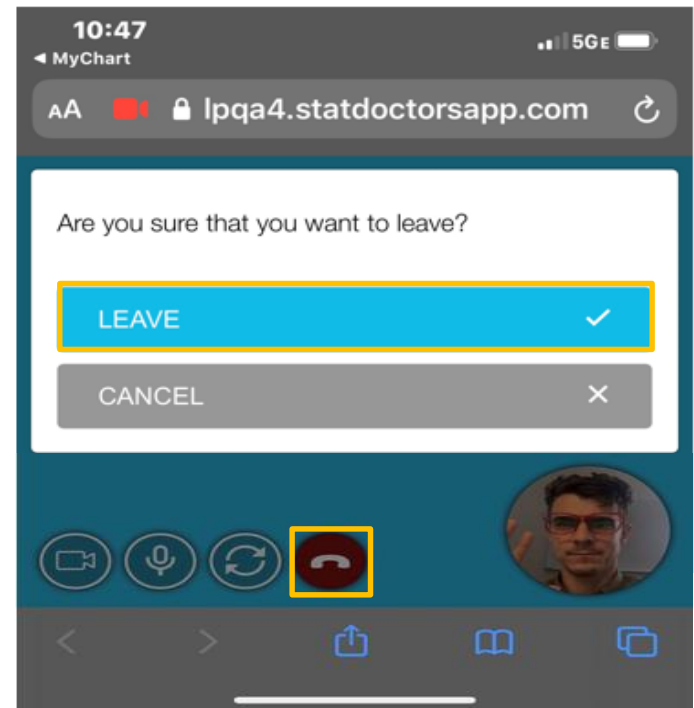 10:47
5GE
◄ MyChart
AA lpqa4.statdoctorsapp.com
Are you sure that you want to leave?
LEAVE
CANCEL